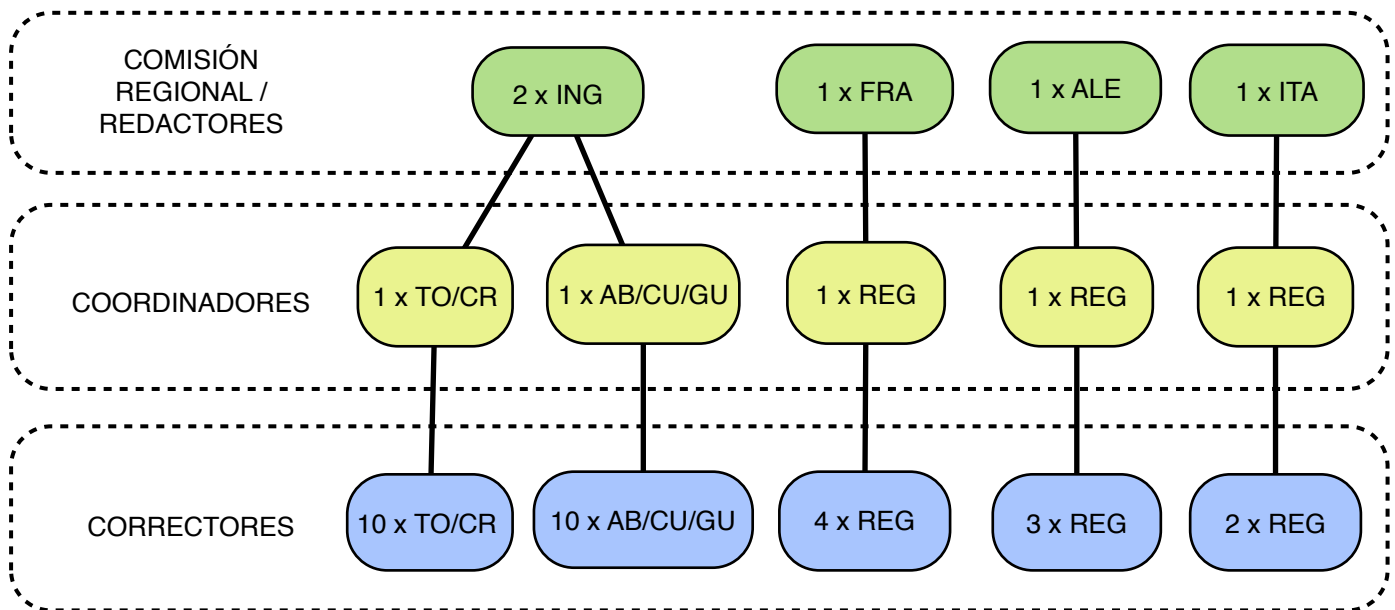 COMISIÓN
REGIONAL /
REDACTORES
2 x ING
1 x FRA
1 x ALE
1 x ITA
COORDINADORES
1 x TO/CR
1 x AB/CU/GU
1 x REG
1 x REG
1 x REG
CORRECTORES
10 x TO/CR
10 x AB/CU/GU
4 x REG
3 x REG
2 x REG